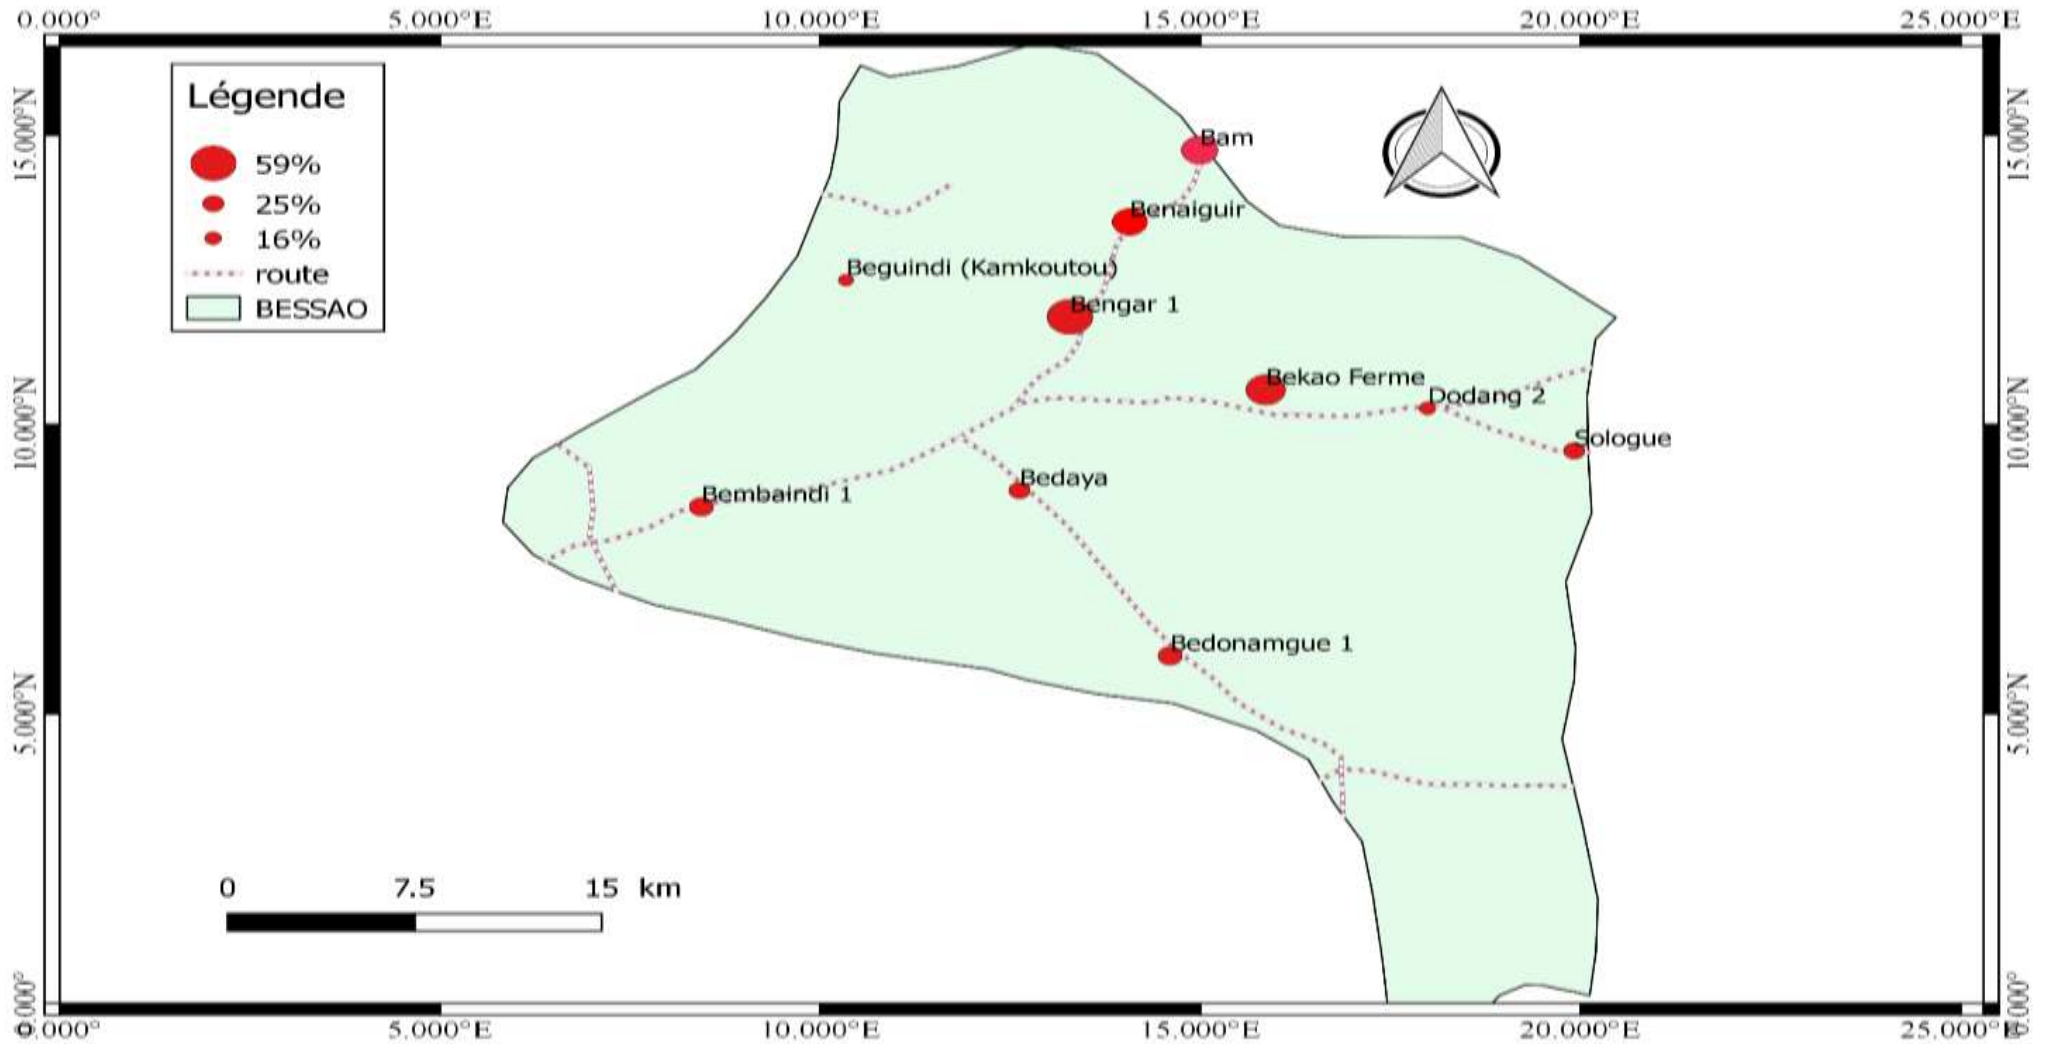 0.000° 5.000°E 10.000°E 15.000°E 20.000°E 25.000°E
Légende
59%
25%
16%
route
BESSAO
15.000°N
15.000°N
Bam
Benaiguir
Beguindi (Kamkoutou)
Bengar 1
Bekao Ferme
Dodang 2
10.000°N
10.000°N
Sologue
Bedaya
Bembaindi 1
Bedonamgue 1
5.000°N
5.000°N
0 7.5 15 km
0.000°
0.000°
0.000° 5.000°E 10.000°E 15.000°E 20.000°E 25.000°E